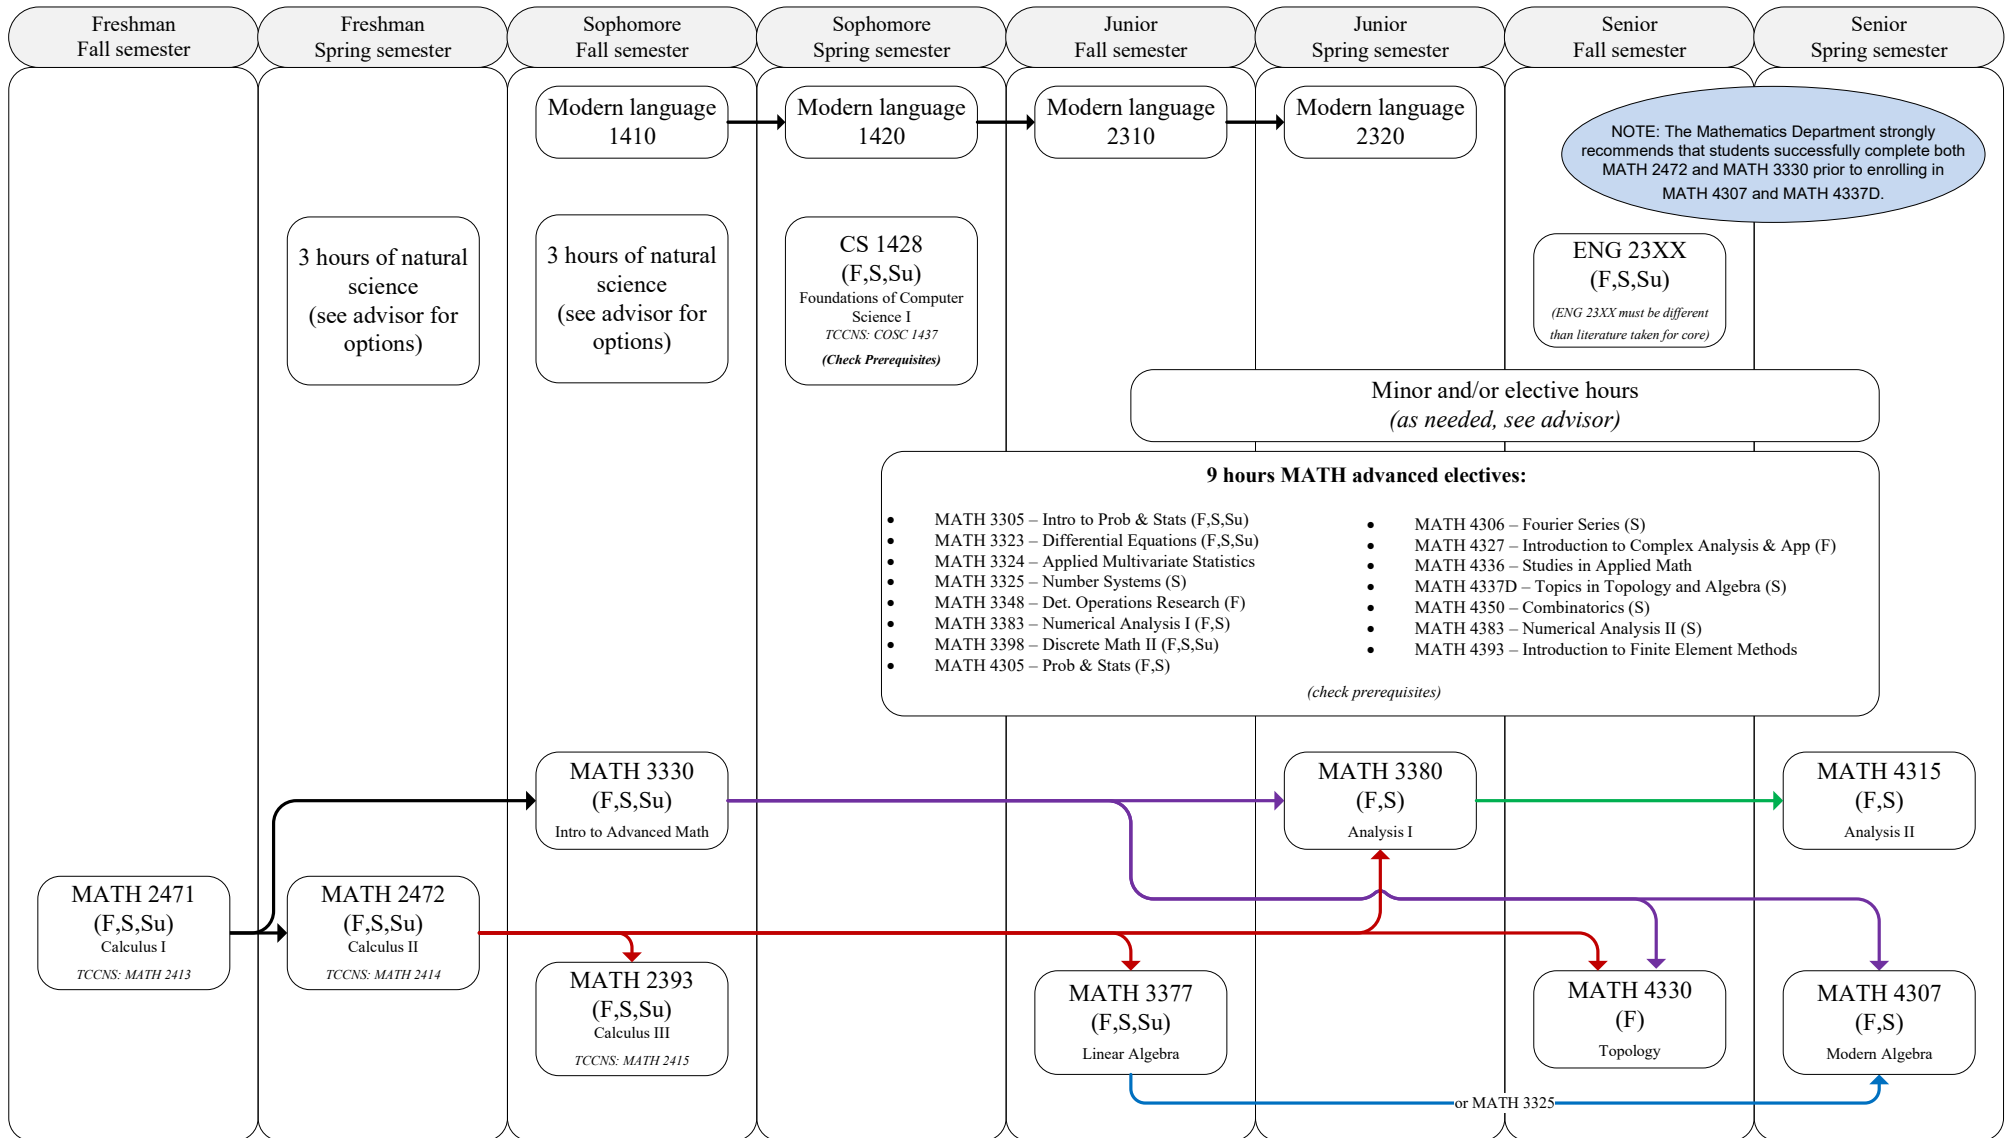 Freshman
Fall semester
Freshman
Spring semester
Sophomore
Fall semester
Sophomore
Spring semester
Junior
Fall semester
Junior
Spring semester
Senior
Fall semester
Senior
Spring semester
Modern language
1410
Modern language
1420
Modern language
2310
Modern language
2320
NOTE: The Mathematics Department strongly
recommends that students successfully complete both
MATH 2472 and MATH 3330 prior to enrolling in
MATH 4307 and MATH 4337D.
3 hours of natural
science
(see advisor for
options)
3 hours of natural
science
(see advisor for
options)
CS 1428
(F,S,Su)
Foundations of Computer
Science I
TCCNS: COSC 1437
(Check Prerequisites)
ENG 23XX
(F,S,Su)
(ENG 23XX must be different
than literature taken for core)
Minor and/or elective hours
(as needed, see advisor)
9 hours MATH advanced electives:
• MATH 3305 – Intro to Prob & Stats (F,S,Su)
• MATH 3323 – Differential Equations (F,S,Su)
• MATH 3324 – Applied Multivariate Statistics
• MATH 3325 – Number Systems (S)
• MATH 3348 – Det. Operations Research (F)
• MATH 3383 – Numerical Analysis I (F,S)
• MATH 3398 – Discrete Math II (F,S,Su)
• MATH 4305 – Prob & Stats (F,S)
• MATH 4306 – Fourier Series (S)
• MATH 4327 – Introduction to Complex Analysis & App (F)
• MATH 4336 – Studies in Applied Math
• MATH 4337D – Topics in Topology and Algebra (S)
• MATH 4350 – Combinatorics (S)
• MATH 4383 – Numerical Analysis II (S)
• MATH 4393 – Introduction to Finite Element Methods
(check prerequisites)
MATH 3330
(F,S,Su)
Intro to Advanced Math
MATH 3380
(F,S)
Analysis I
MATH 4315
(F,S)
Analysis II
MATH 2471
(F,S,Su)
Calculus I
TCCNS: MATH 2413
MATH 2472
(F,S,Su)
Calculus II
TCCNS: MATH 2414
MATH 2393
(F,S,Su)
Calculus III
TCCNS: MATH 2415
MATH 3377
(F,S,Su)
Linear Algebra
MATH 4330
(F)
Topology
MATH 4307
(F,S)
Modern Algebra
or MATH 3325